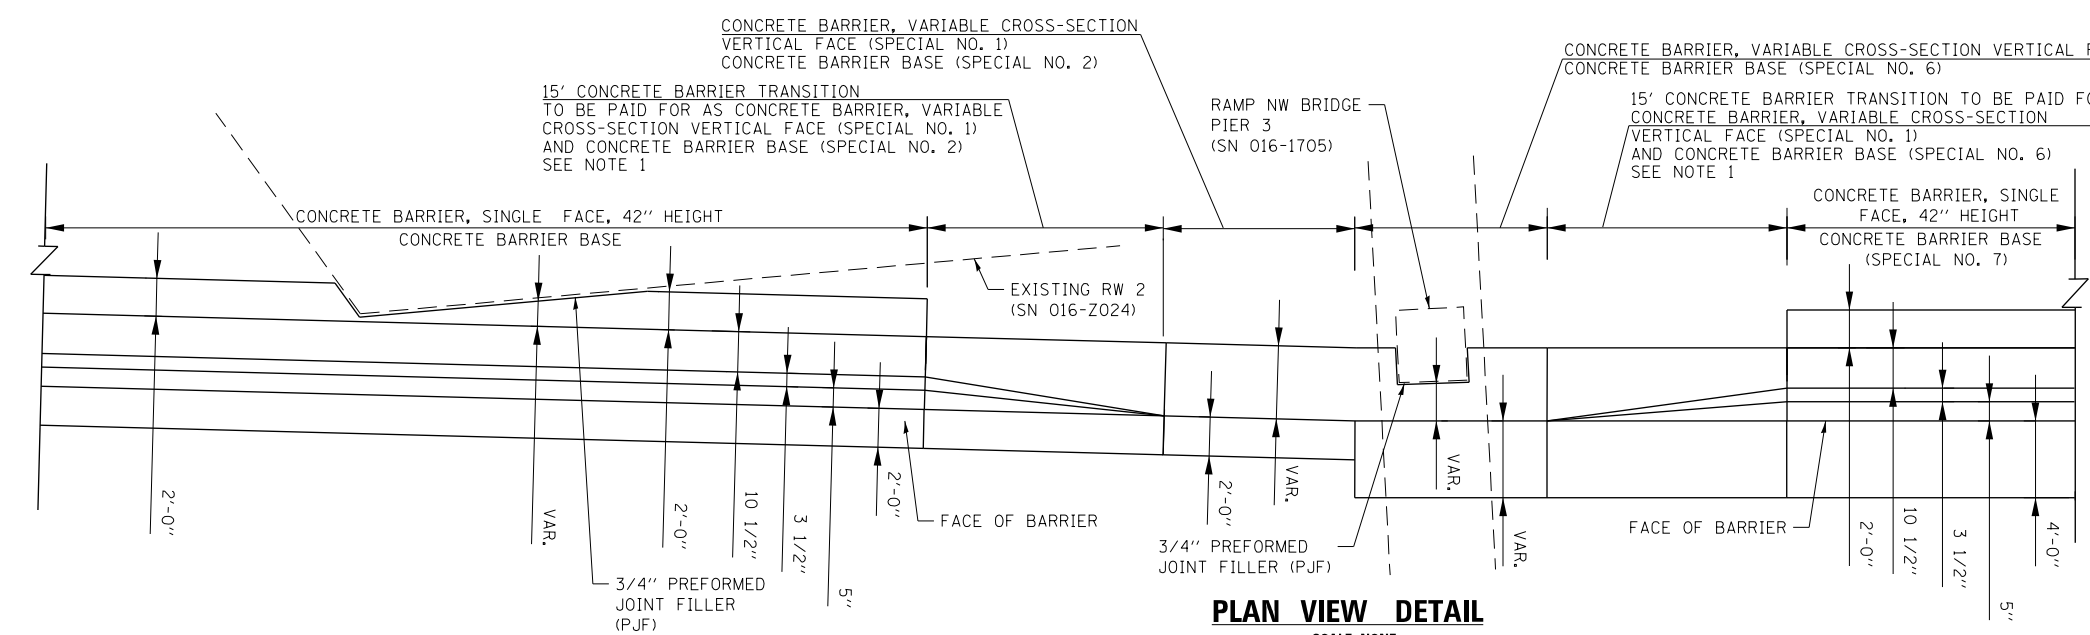 CONCRETE BARRIER, VARIABLE CROSS-SECTION
VERTICAL FACE (SPECIAL NO. 1)
CONCRETE BARRIER BASE (SPECIAL NO. 2)
15' CONCRETE BARRIER TRANSITION
TO BE PAID FOR AS CONCRETE BARRIER, VARIABLE
CROSS-SECTION VERTICAL FACE (SPECIAL NO. 1)
AND CONCRETE BARRIER BASE (SPECIAL NO. 2)
SEE NOTE 1
RAMP NW BRIDGE
PIER 3
(SN 016-1705)
CONCRETE BARRIER, VARIABLE CROSS-SECTION VERTICAL
CONCRETE BARRIER BASE (SPECIAL NO. 6)
15' CONCRETE BARRIER TRANSITION TO BE PAID
CONCRETE BARRIER, VARIABLE CROSS-SECTION
VERTICAL FACE (SPECIAL NO. 1)
AND CONCRETE BARRIER BASE (SPECIAL NO. 6)
SEE NOTE 1
CONCRETE BARRIER, SINGLE FACE, 42" HEIGHT
CONCRETE BARRIER BASE
CONCRETE BARRIER, SINGLE
FACE, 42" HEIGHT
CONCRETE BARRIER BASE
(SPECIAL NO. 7)
EXISTING RW 2
(SN 016-Z024)
2'-0"
VAR.
2'-0"
10 1/2"
3 1/2"
5"
2'-0"
FACE OF BARRIER
3/4" PREFORMED
JOINT FILLER
(PJF)
2'-0"
VAR.
3/4" PREFORMED
JOINT FILLER (PJF)
VAR.
VAR.
FACE OF BARRIER
2'-0"
10 1/2"
3 1/2"
5"
4'-0"
PLAN VIEW DETAIL